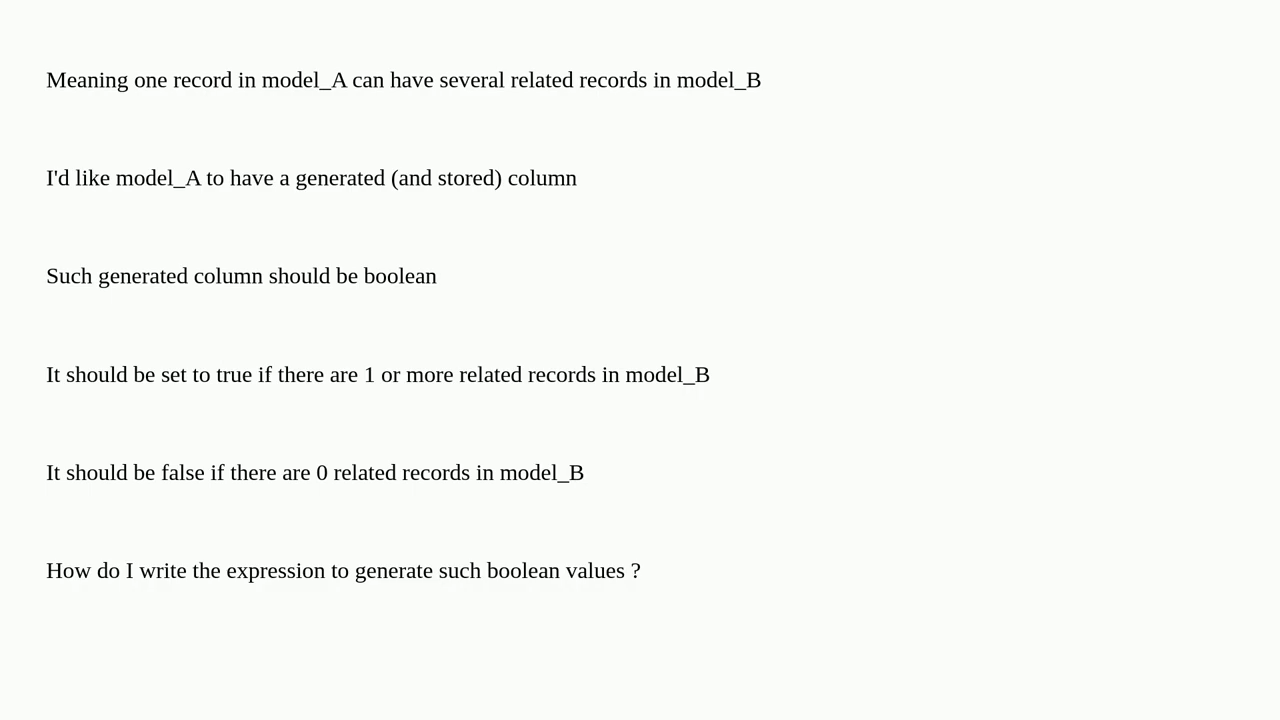 Meaning one record in model_A can have several related records in model_B
I'd like model_A to have a generated (and stored) column
Such generated column should be boolean
It should be set to true if there are 1 or more related records in model_B
It should be false if there are 0 related records in model_B
How do I write the expression to generate such boolean values ?